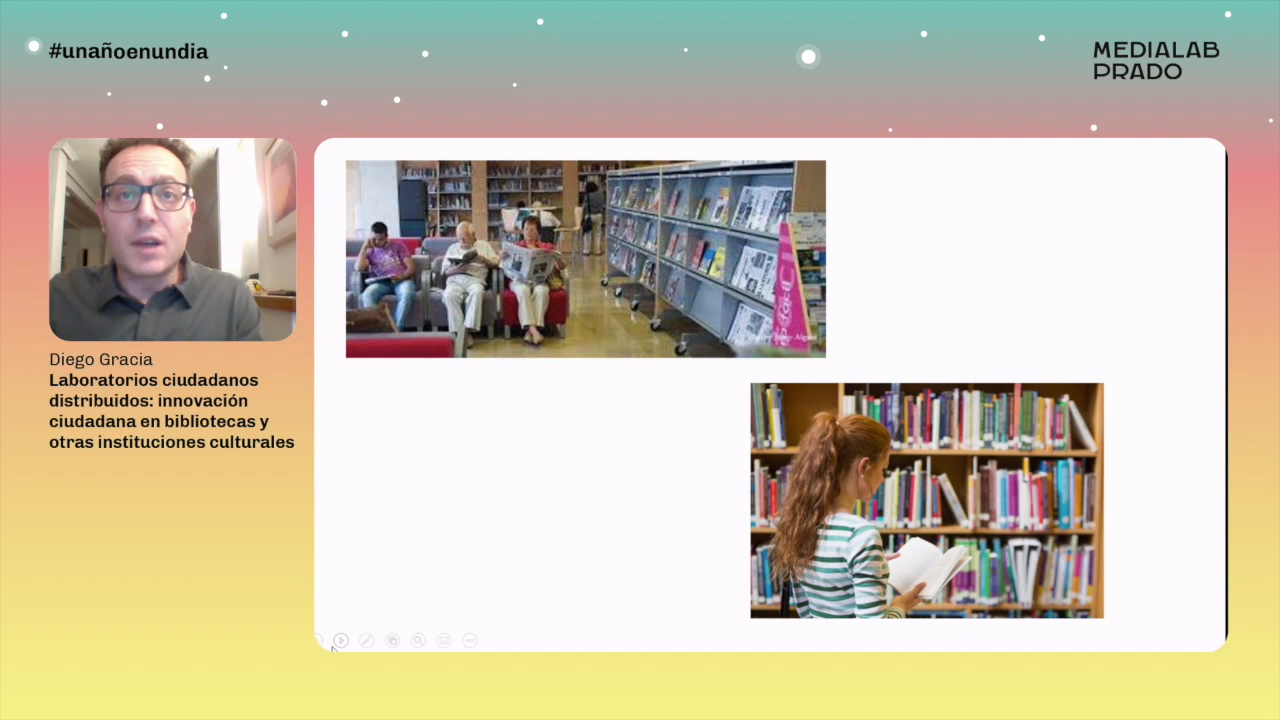 #unañoenundia
MEDIALAB
PRADO
Diego Gracia
Laboratorios ciudadanos
distribuidos: innovación
ciudadana en bibliotecas y
otras instituciones culturales